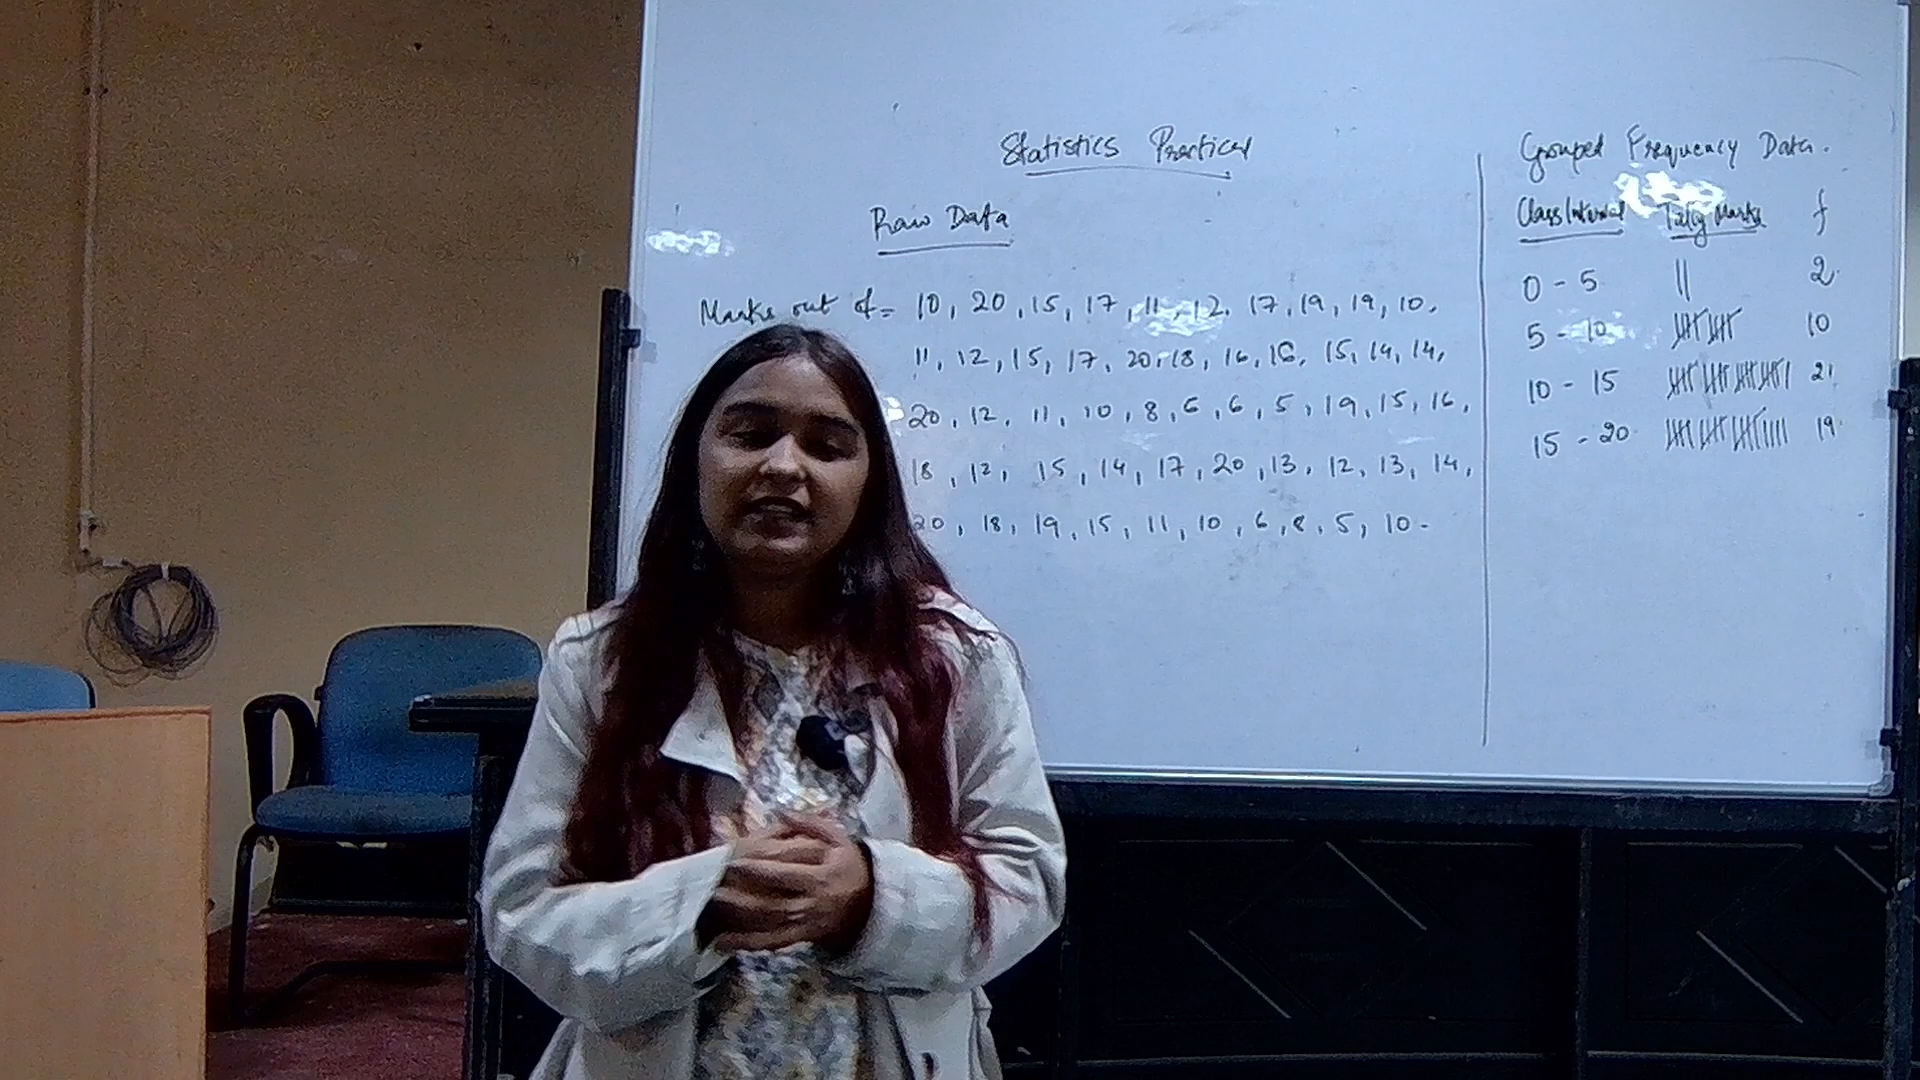 Statistics Practical
Raw Data
Marks out of = 10, 20, 15, 17, 11, 12, 17, 19, 19, 10,
11, 12, 15, 17, 20, 18, 16, 16, 15, 14, 14,
20, 12, 11, 10, 8, 6, 6, 5, 19, 15, 16,
18, 12, 15, 14, 17, 20, 13, 12, 13, 14,
20, 18, 19, 15, 11, 10, 6, 8, 5, 10.
Grouped Frequency Data.
Class Interval Tally Marks f
0 - 5 || 2
5 - 10 10
10 - 15 21
15 - 20 19